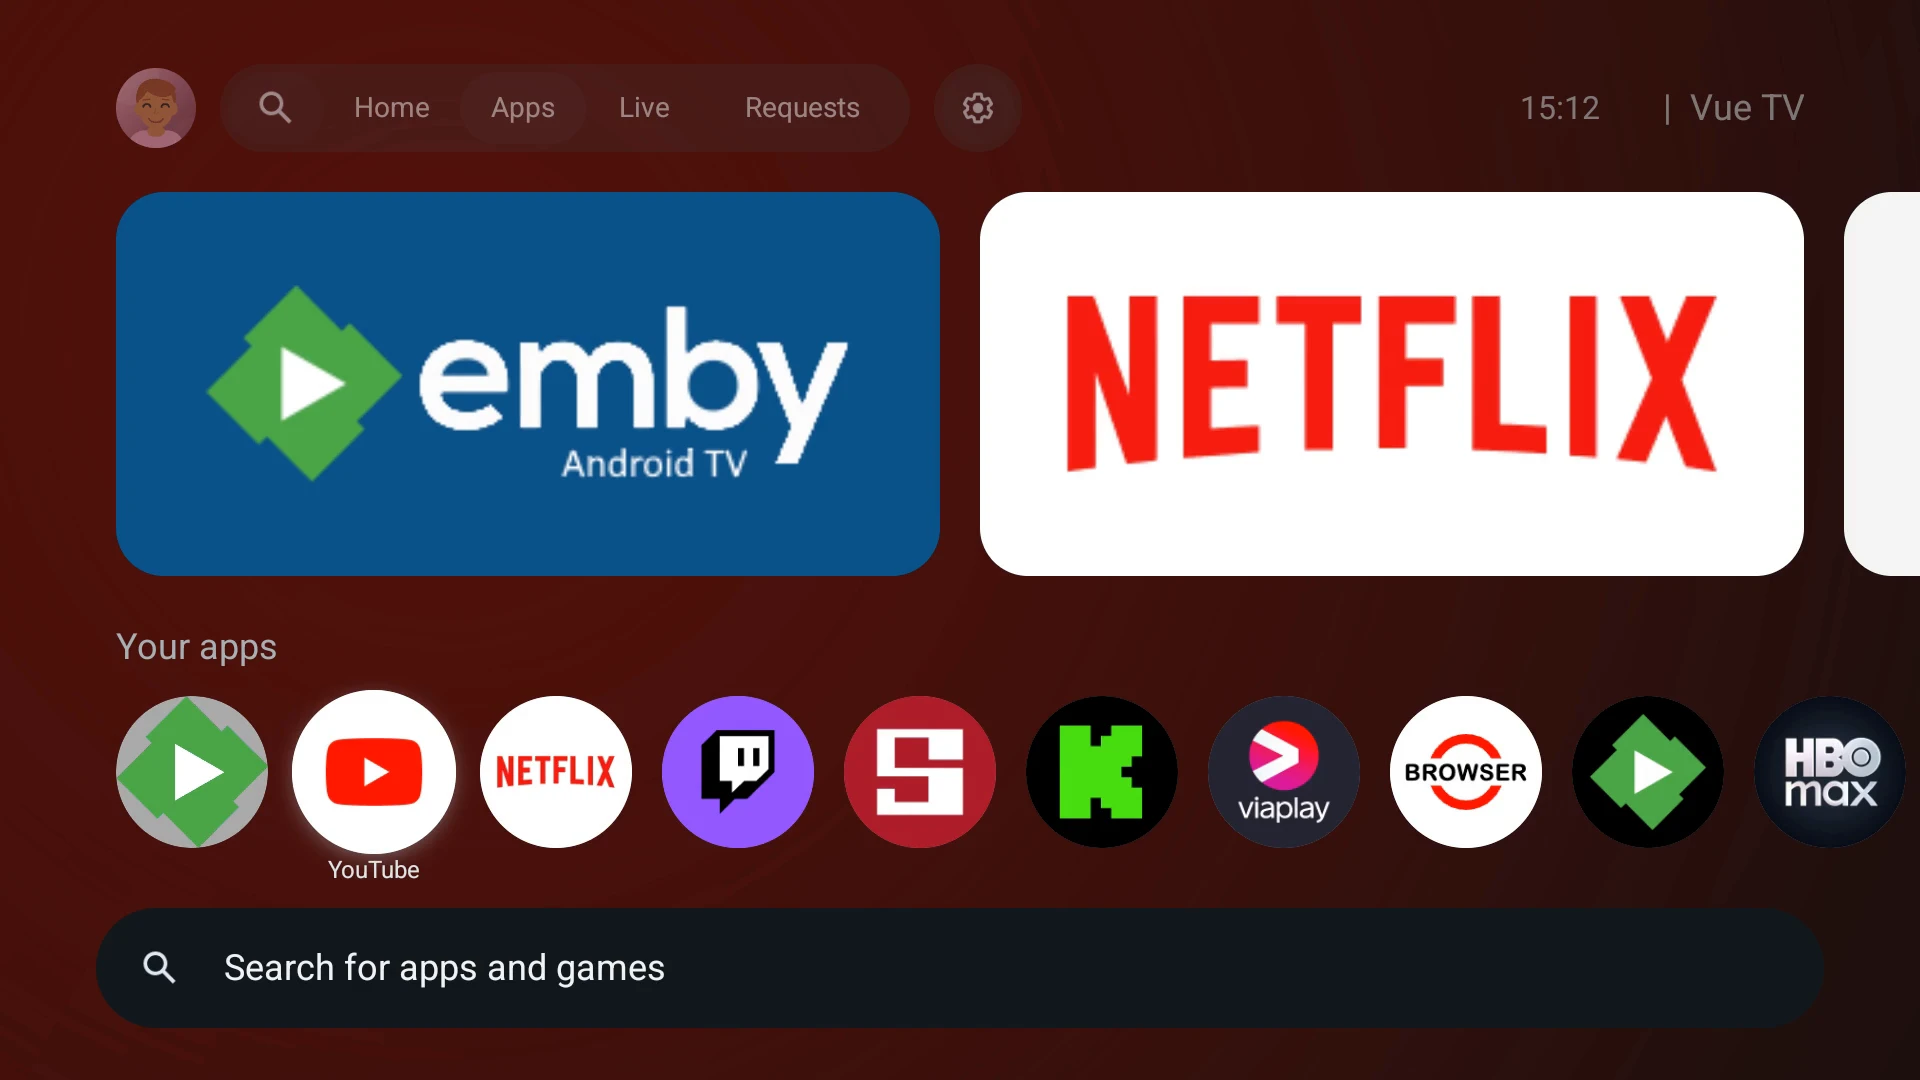 Home Apps Live Requests 15:12 | Vue TV
emby
Android TV
NETFLIX
Your apps
NETFLIX
S
K
viaplay
BROWSER
HBO
max
YouTube
Search for apps and games